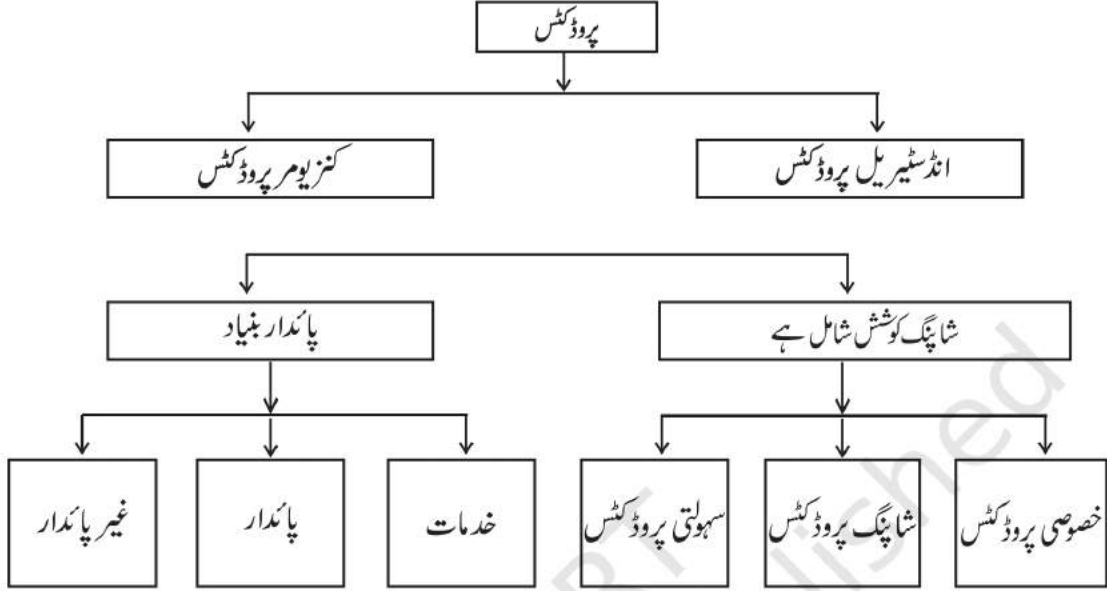 پروڈکٹس
انڈسٹیریل پروڈکٹس
کنزیومر پروڈکٹس
شاپنگ کوشش شامل ہے
پائدار بنیاد
خصوصی پروڈکٹس
شاپنگ پروڈکٹس
سہولتی پروڈکٹس
خدمات
پائدار
غیر پائدار